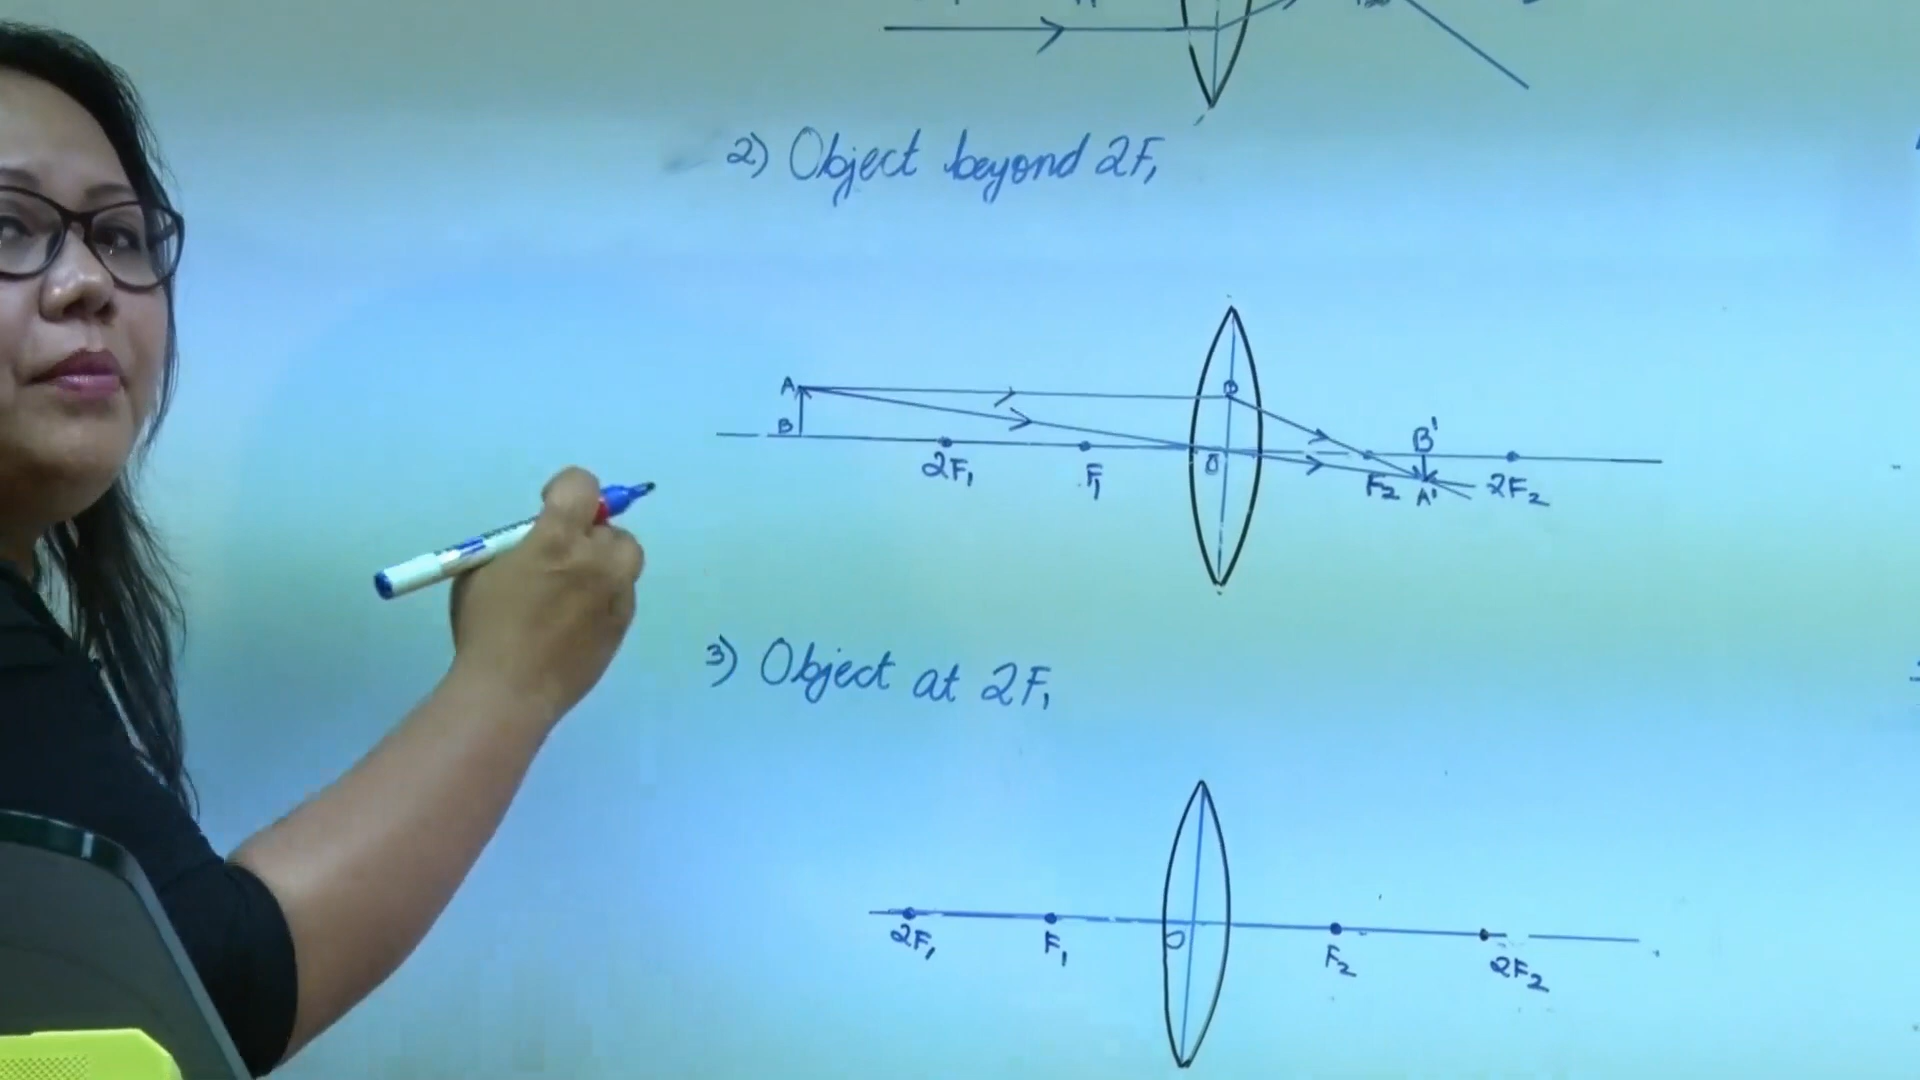 2) Object beyond 2F₁
A
B
2F₁ F₁ O F₂ B' A' 2F₂
3) Object at 2F₁
2F₁ F₁ O F₂ 2F₂